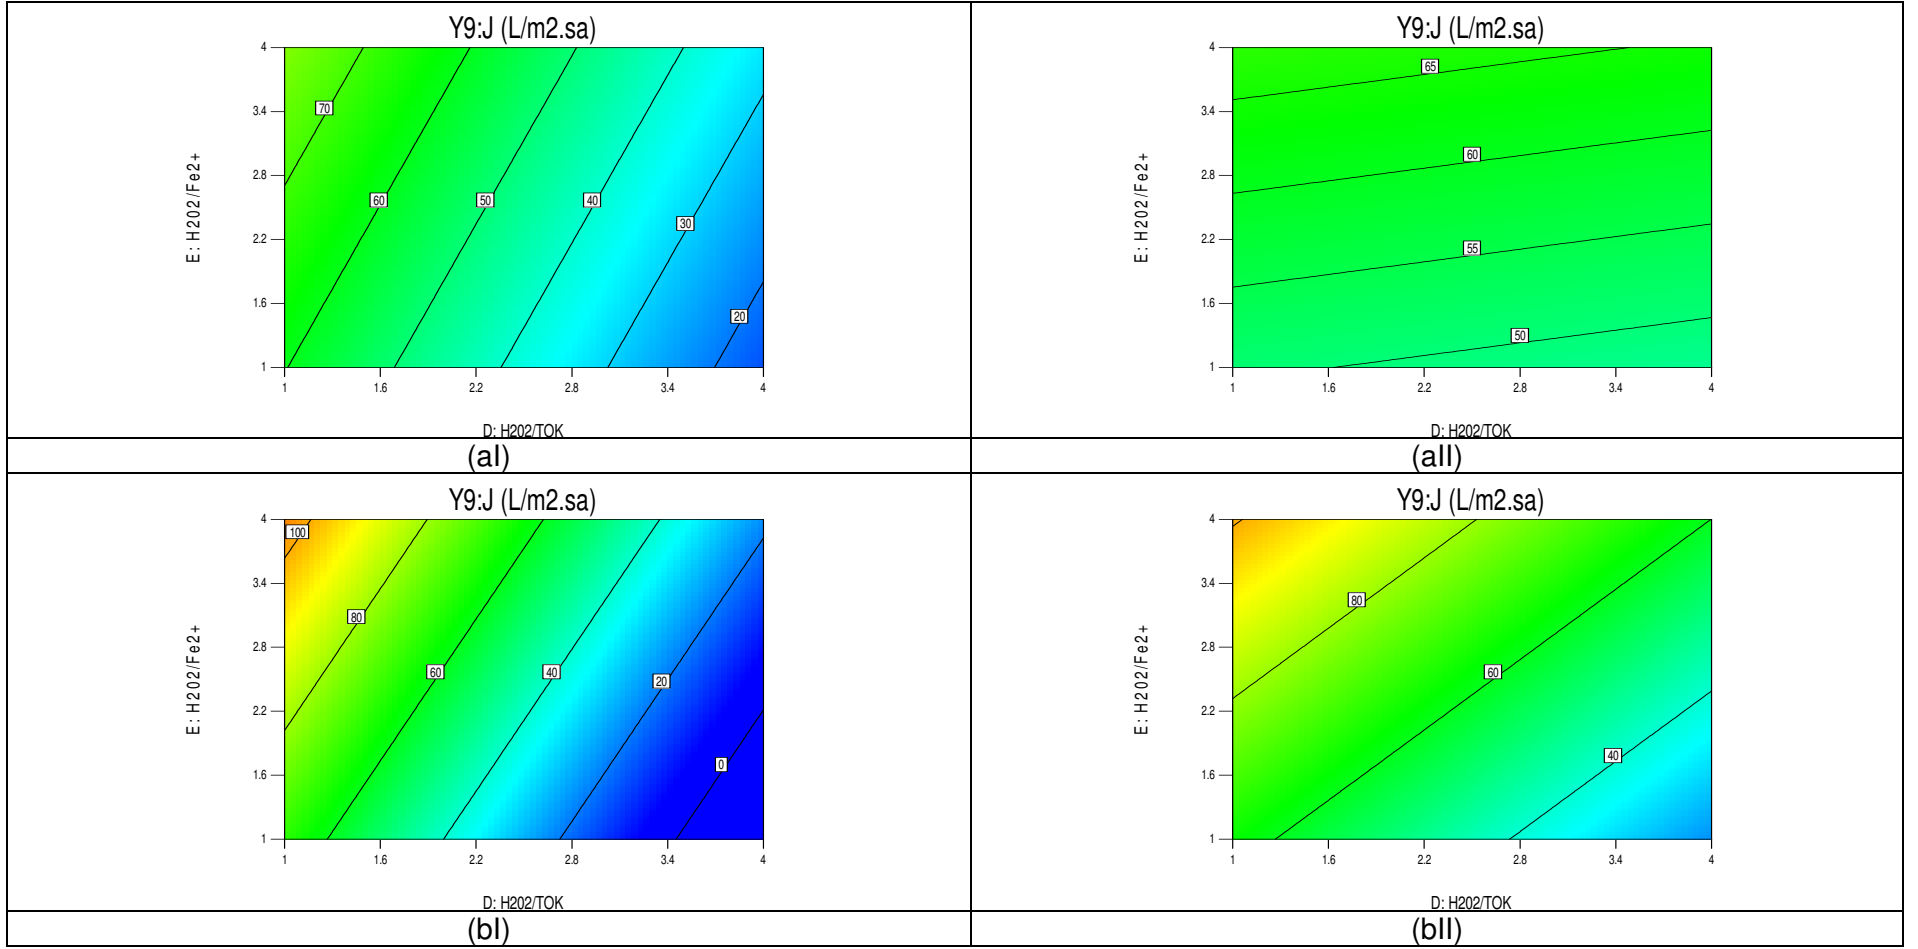 Y9:J (L/m2.sa)
4
3.4
2.8
2.2
1.6
1
E: H202/Fe2+
70
60
50
40
30
20
1 1.6 2.2 2.8 3.4 4
D: H202/TOK
(aI)
Y9:J (L/m2.sa)
4
3.4
2.8
2.2
1.6
1
E: H202/Fe2+
65
60
55
50
1 1.6 2.2 2.8 3.4 4
D: H202/TOK
(aII)
Y9:J (L/m2.sa)
4
3.4
2.8
2.2
1.6
1
E: H202/Fe2+
100
80
60
40
20
0
1 1.6 2.2 2.8 3.4 4
D: H202/TOK
(bI)
Y9:J (L/m2.sa)
4
3.4
2.8
2.2
1.6
1
E: H202/Fe2+
80
60
40
1 1.6 2.2 2.8 3.4 4
D: H202/TOK
(bII)